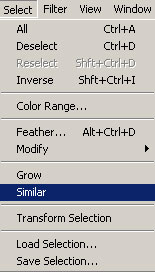 Select Filter View Window
All Ctrl+A
Deselect Ctrl+D
Reselect Shft+Ctrl+D
Inverse Shft+Ctrl+I
Color Range...
Feather... Alt+Ctrl+D
Modify
Grow
Similar
Transform Selection
Load Selection...
Save Selection...